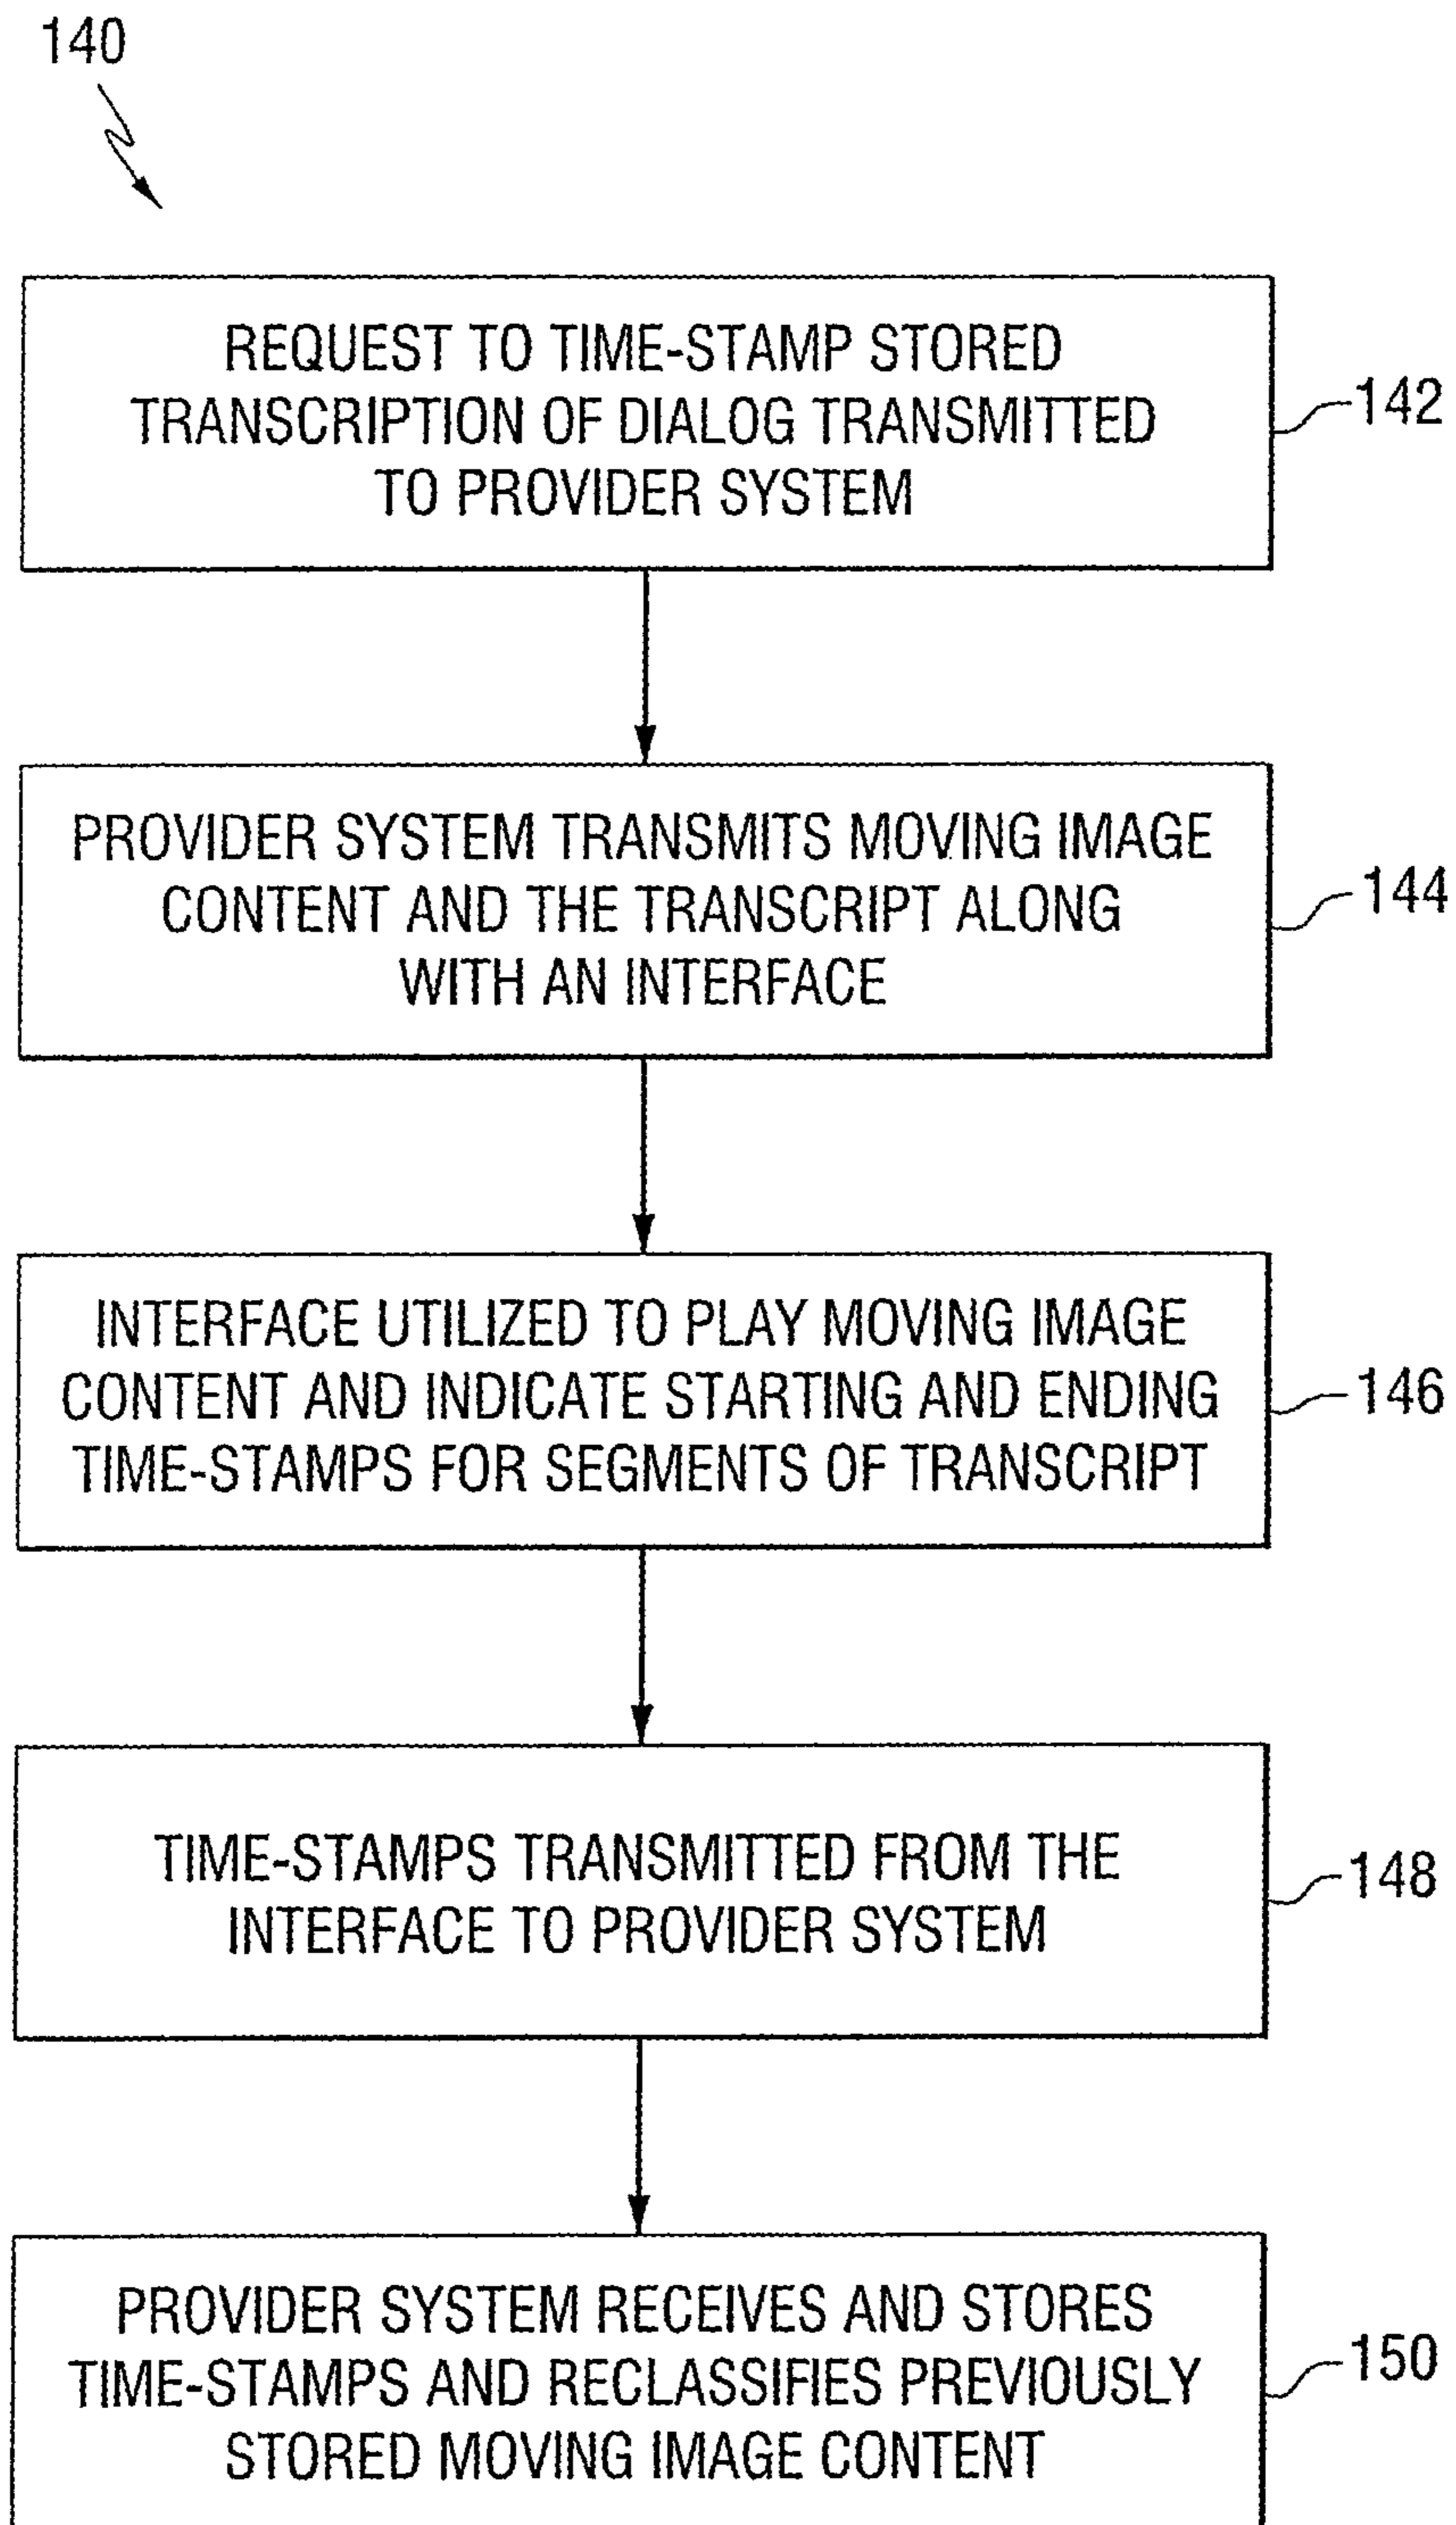 140
REQUEST TO TIME-STAMP STORED
TRANSCRIPTION OF DIALOG TRANSMITTED
TO PROVIDER SYSTEM
142
PROVIDER SYSTEM TRANSMITS MOVING IMAGE
CONTENT AND THE TRANSCRIPT ALONG
WITH AN INTERFACE
144
INTERFACE UTILIZED TO PLAY MOVING IMAGE
CONTENT AND INDICATE STARTING AND ENDING
TIME-STAMPS FOR SEGMENTS OF TRANSCRIPT
146
TIME-STAMPS TRANSMITTED FROM THE
INTERFACE TO PROVIDER SYSTEM
148
PROVIDER SYSTEM RECEIVES AND STORES
TIME-STAMPS AND RECLASSIFIES PREVIOUSLY
STORED MOVING IMAGE CONTENT
150